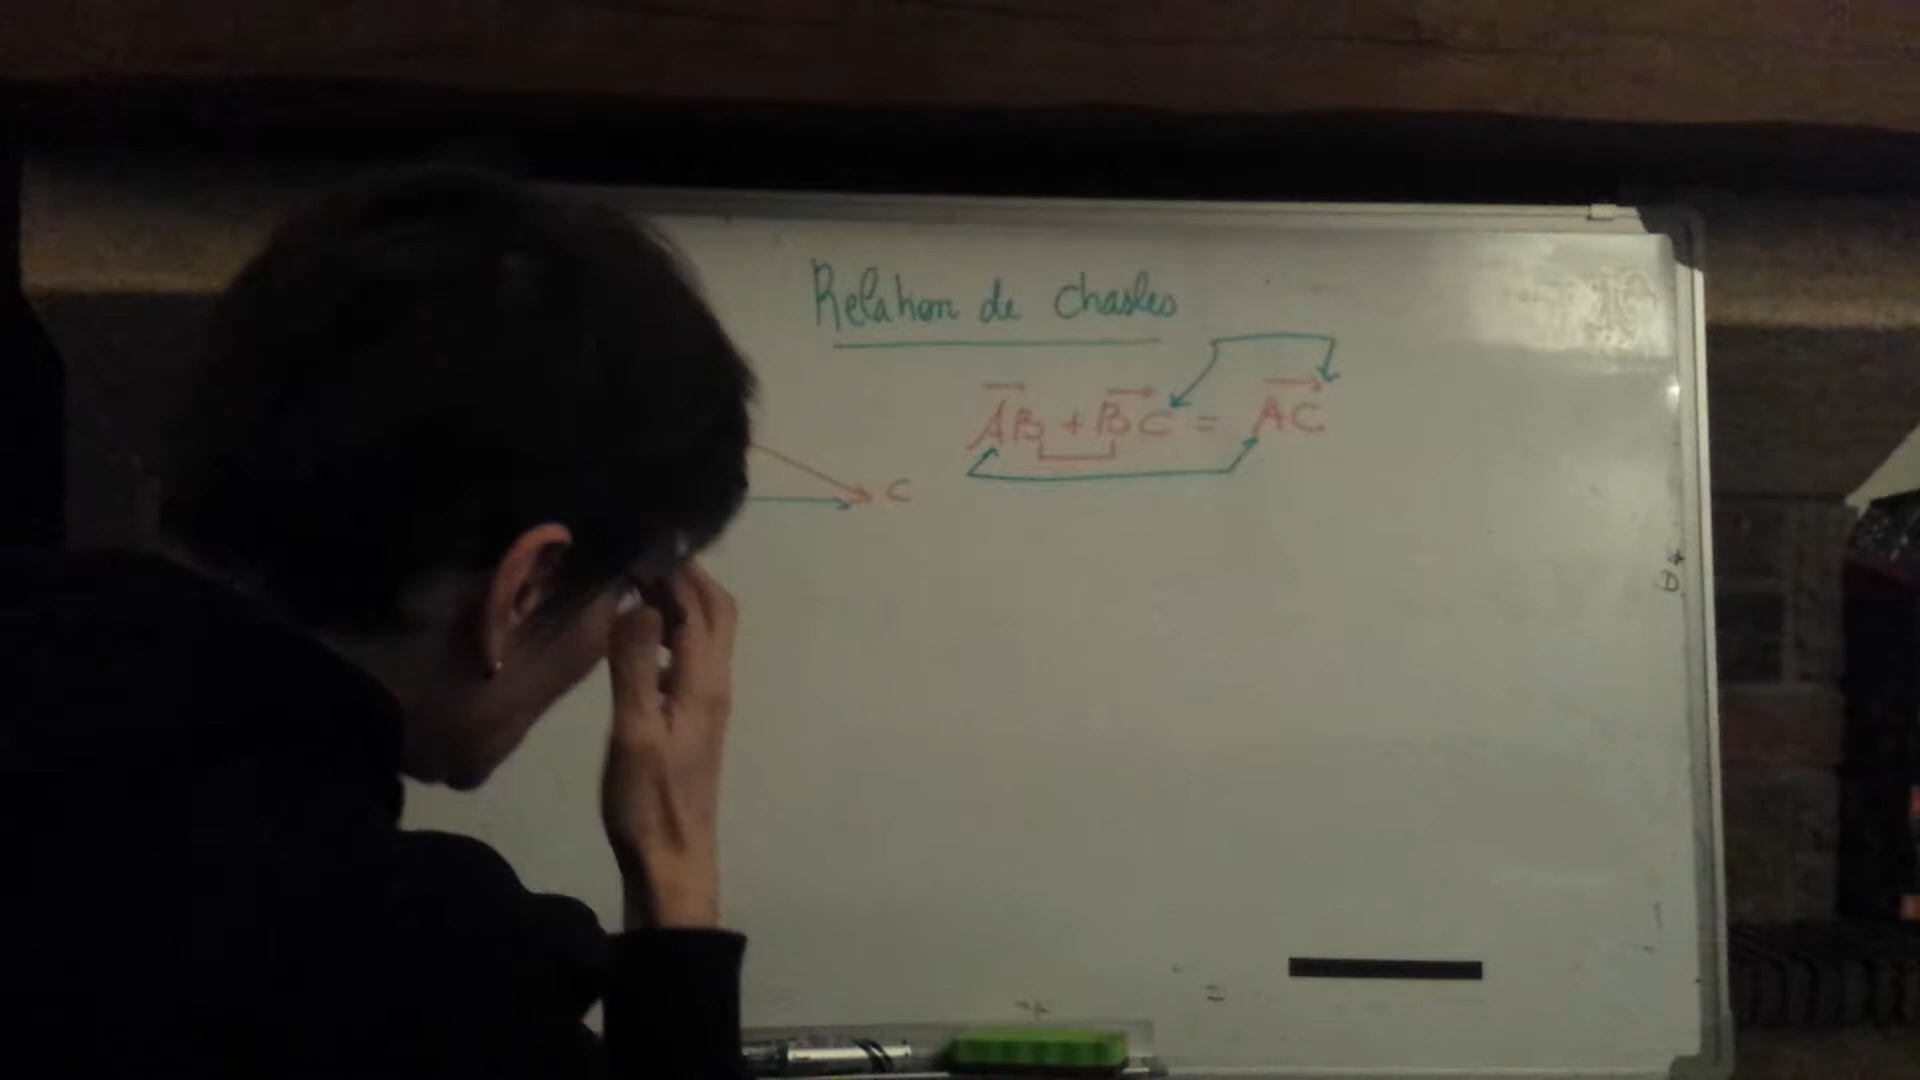 Relation de Chasles
AB + BC = AC
C
=